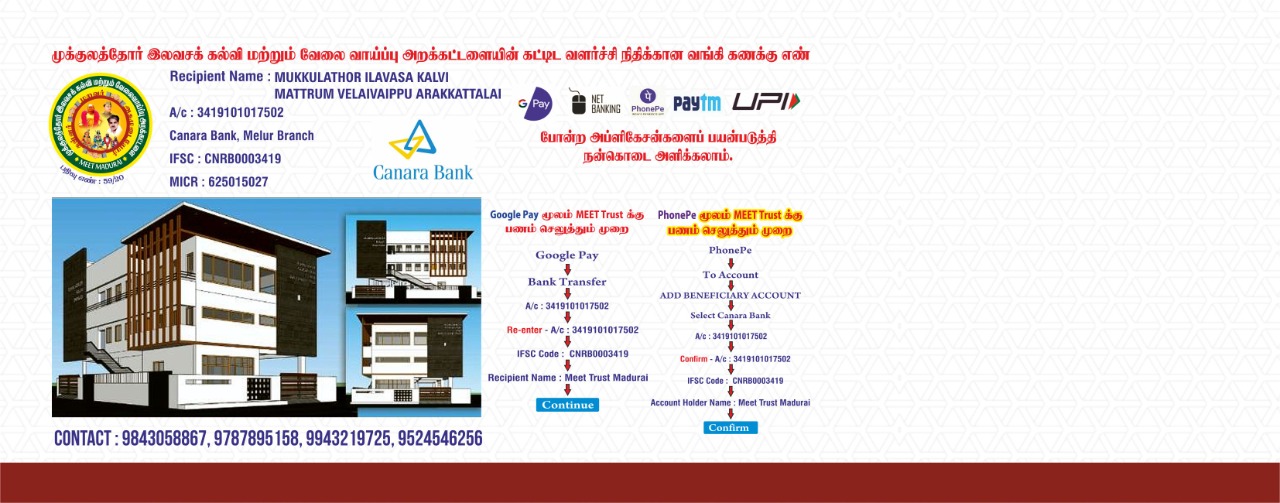 முக்குலத்தோர் இலவசக் கல்வி மற்றும் வேலை வாய்ப்பு அறக்கட்டளையின் கட்டிட வளர்ச்சி நிதிக்கான வங்கி கணக்கு எண்
Recipient Name : MUKKULATHOR ILAVASA KALVI
MATTRUM VELAIVAIPPU ARAKKATTALAI
A/c : 3419101017502
Canara Bank, Melur Branch
IFSC : CNRB0003419
MICR : 625015027
MEET MADURAI
பதிவு எண் : 59/20
Canara Bank
G Pay
NET
BANKING
PhonePe
paytm
UPI
போன்ற அப்ளிகேசன்களைப் பயன்படுத்தி
நன்கொடை அளிக்கலாம்.
Google Pay மூலம் MEET Trust க்கு
பணம் செலுத்தும் முறை
Google Pay
Bank Transfer
A/c : 3419101017502
Re-enter - A/c : 3419101017502
IFSC Code : CNRB0003419
Recipient Name : Meet Trust Madurai
Continue
PhonePe மூலம் MEET Trust க்கு
பணம் செலுத்தும் முறை
PhonePe
To Account
ADD BENEFICIARY ACCOUNT
Select Canara Bank
A/c : 3419101017502
Confirm - A/c : 3419101017502
IFSC Code : CNRB0003419
Account Holder Name : Meet Trust Madurai
Confirm
CONTACT : 9843058867, 9787895158, 9943219725, 9524546256